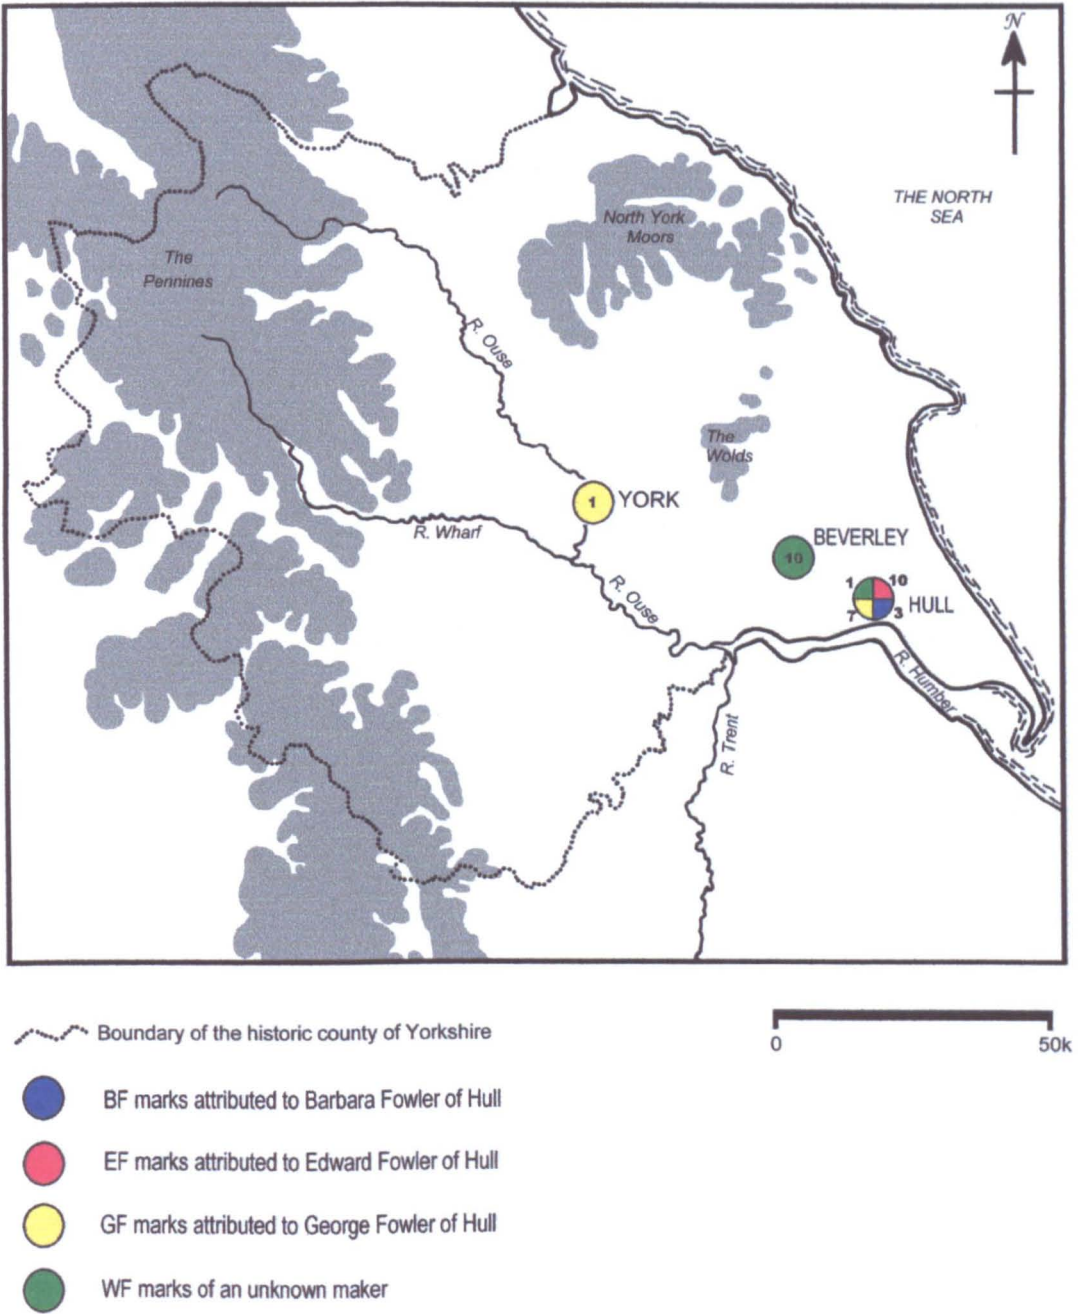 N
THE NORTH
SEA
North York
Moors
The
Pennines
R. Ouse
The
Wolds
1
YORK
R. Wharf
BEVERLEY
10
1
10
7
3
HULL
R. Ouse
R. Humber
R. Trent
Boundary of the historic county of Yorkshire
0
50k
BF marks attributed to Barbara Fowler of Hull
EF marks attributed to Edward Fowler of Hull
GF marks attributed to George Fowler of Hull
WF marks of an unknown maker